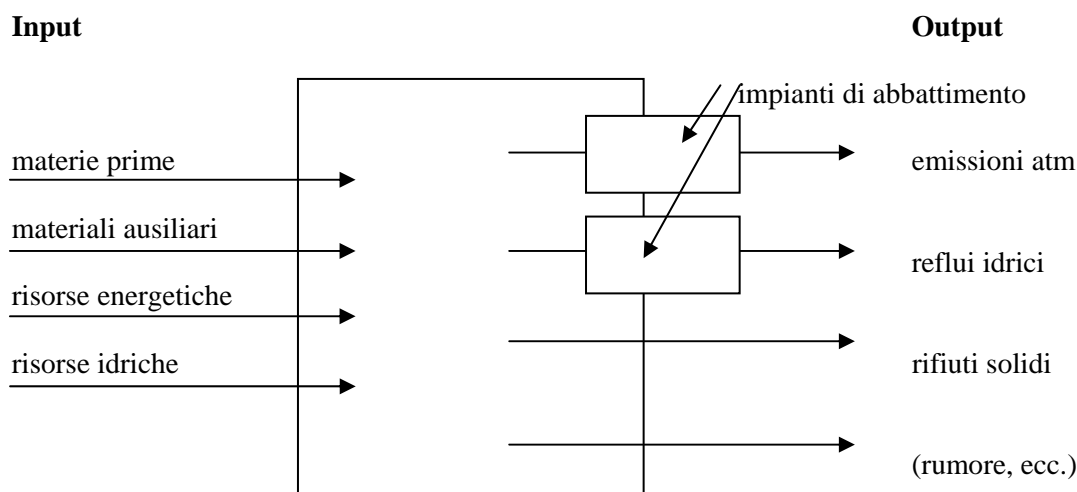 Input
Output
impianti di abbattimento
materie prime
emissioni atm
materiali ausiliari
reflui idrici
risorse energetiche
risorse idriche
rifiuti solidi
(rumore, ecc.)